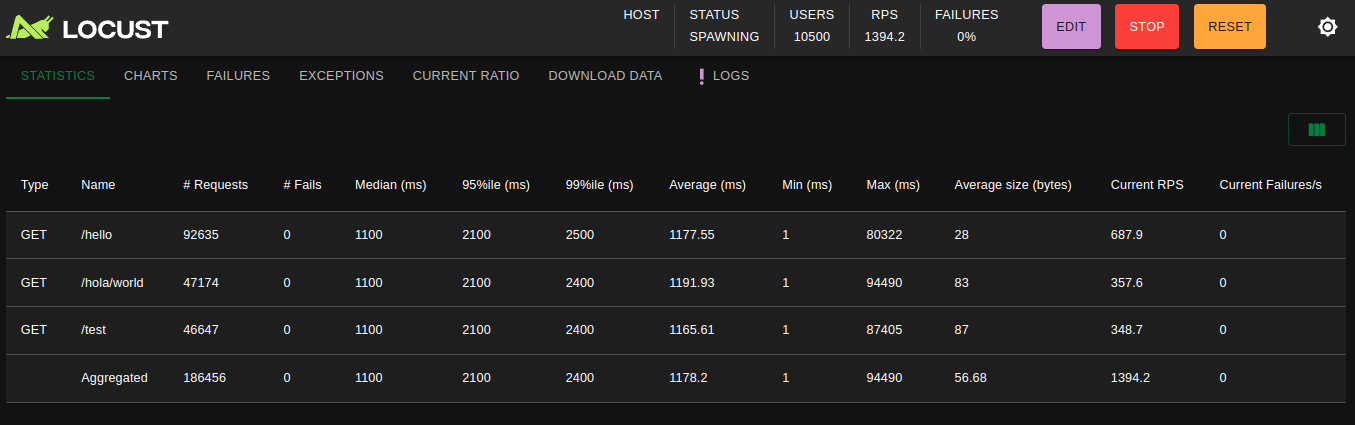 LOCUST
HOST STATUS USERS RPS FAILURES
SPAWNING 10500 1394.2 0%
EDIT STOP RESET
STATISTICS CHARTS FAILURES EXCEPTIONS CURRENT RATIO DOWNLOAD DATA LOGS
Type Name # Requests # Fails Median (ms) 95%ile (ms) 99%ile (ms) Average (ms) Min (ms) Max (ms) Average size (bytes) Current RPS Current Failures/s
GET /hello 92635 0 1100 2100 2500 1177.55 1 80322 28 687.9 0
GET /hola/world 47174 0 1100 2100 2400 1191.93 1 94490 83 357.6 0
GET /test 46647 0 1100 2100 2400 1165.61 1 87405 87 348.7 0
Aggregated 186456 0 1100 2100 2400 1178.2 1 94490 56.68 1394.2 0